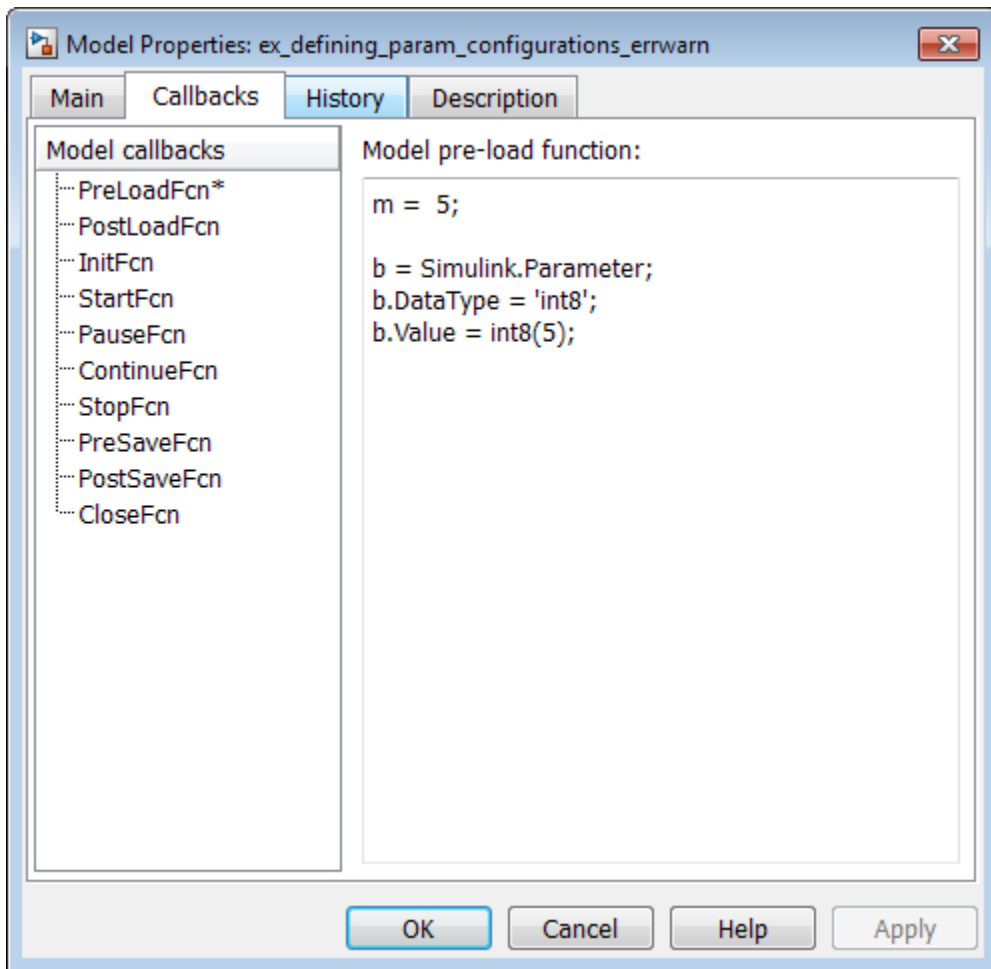 Model Properties: ex_defining_param_configurations_errwarn
Main Callbacks History Description
Model callbacks
PreLoadFcn*
PostLoadFcn
InitFcn
StartFcn
PauseFcn
ContinueFcn
StopFcn
PreSaveFcn
PostSaveFcn
CloseFcn
Model pre-load function:
m =  5;
b = Simulink.Parameter;
b.DataType = 'int8';
b.Value = int8(5);
OK Cancel Help Apply